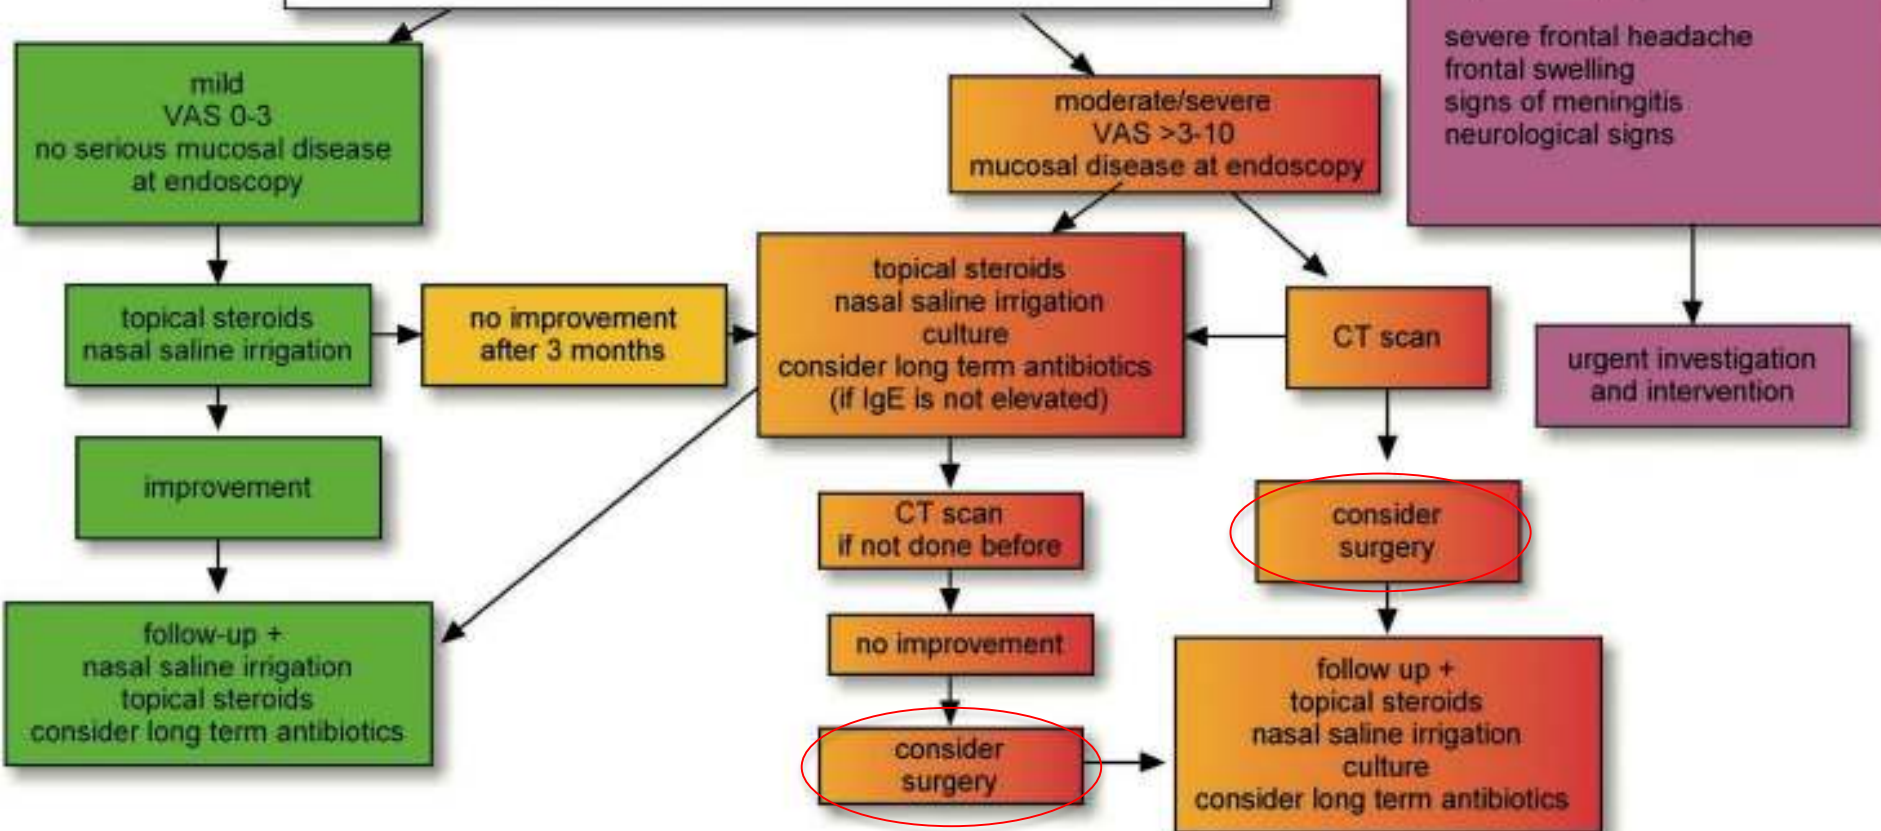 mild
VAS 0-3
no serious mucosal disease
at endoscopy
moderate/severe
VAS >3-10
mucosal disease at endoscopy
severe frontal headache
frontal swelling
signs of meningitis
neurological signs
topical steroids
nasal saline irrigation
no improvement
after 3 months
topical steroids
nasal saline irrigation
culture
consider long term antibiotics
(if IgE is not elevated)
CT scan
urgent investigation
and intervention
improvement
CT scan
if not done before
consider
surgery
follow-up +
nasal saline irrigation
topical steroids
consider long term antibiotics
no improvement
consider
surgery
follow up +
topical steroids
nasal saline irrigation
culture
consider long term antibiotics